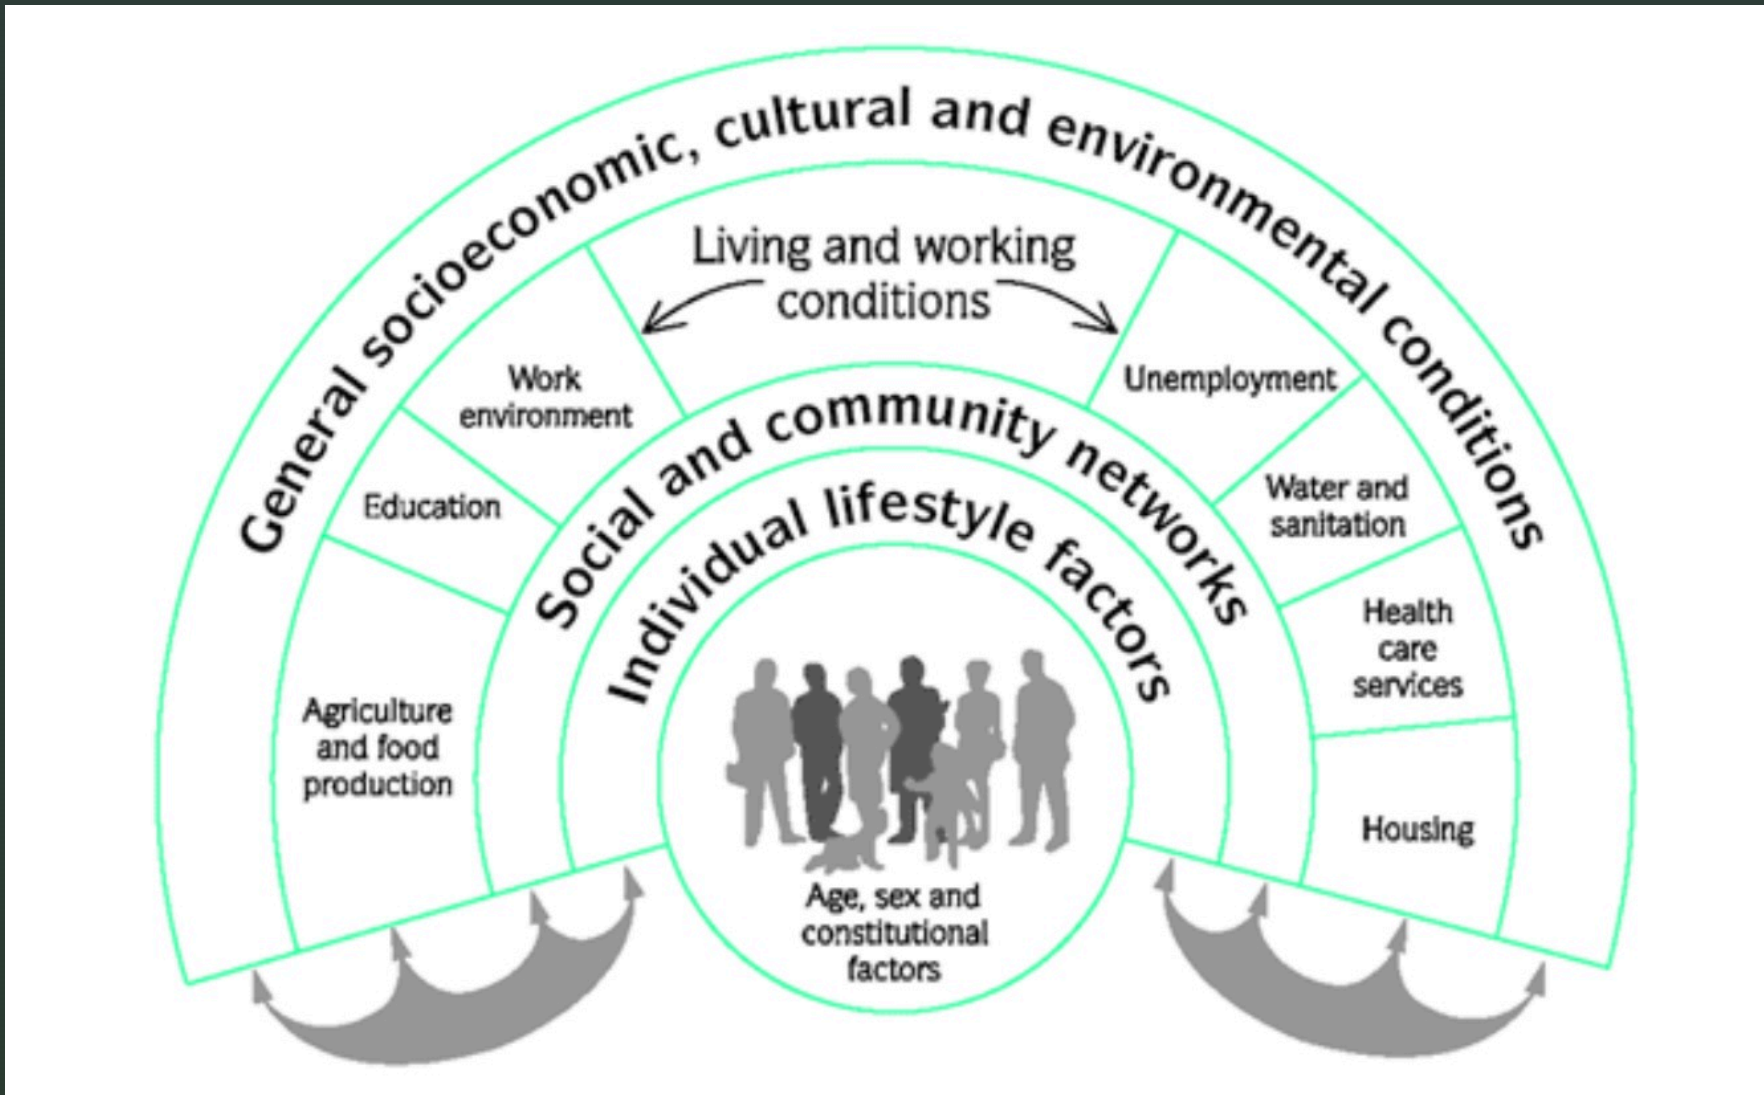 General socioeconomic, cultural and environmental conditions
Living and working
conditions
Work
environment
Unemployment
Education
Water and
sanitation
Agriculture
and food
production
Health
care
services
Housing
Social and community networks
Individual lifestyle factors
Age, sex and
constitutional
factors